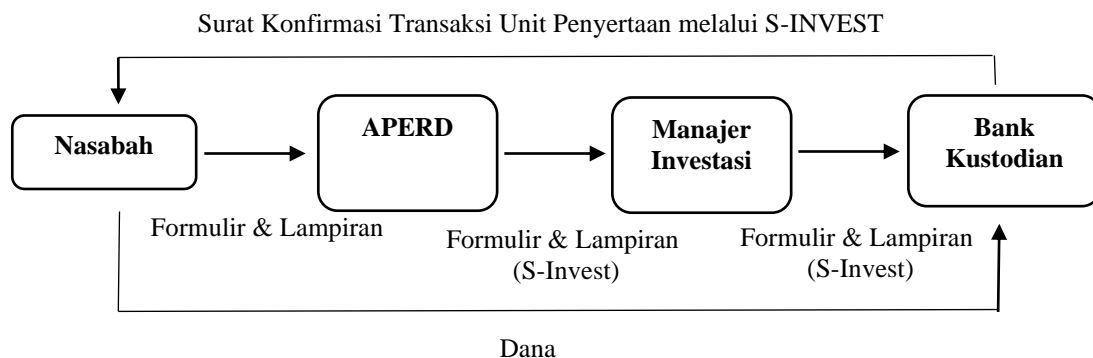 Surat Konfirmasi Transaksi Unit Penyertaan melalui S-INVEST
Nasabah
APERD
Manajer
Investasi
Bank
Kustodian
Formulir & Lampiran
Formulir & Lampiran
(S-Invest)
Formulir & Lampiran
(S-Invest)
Dana